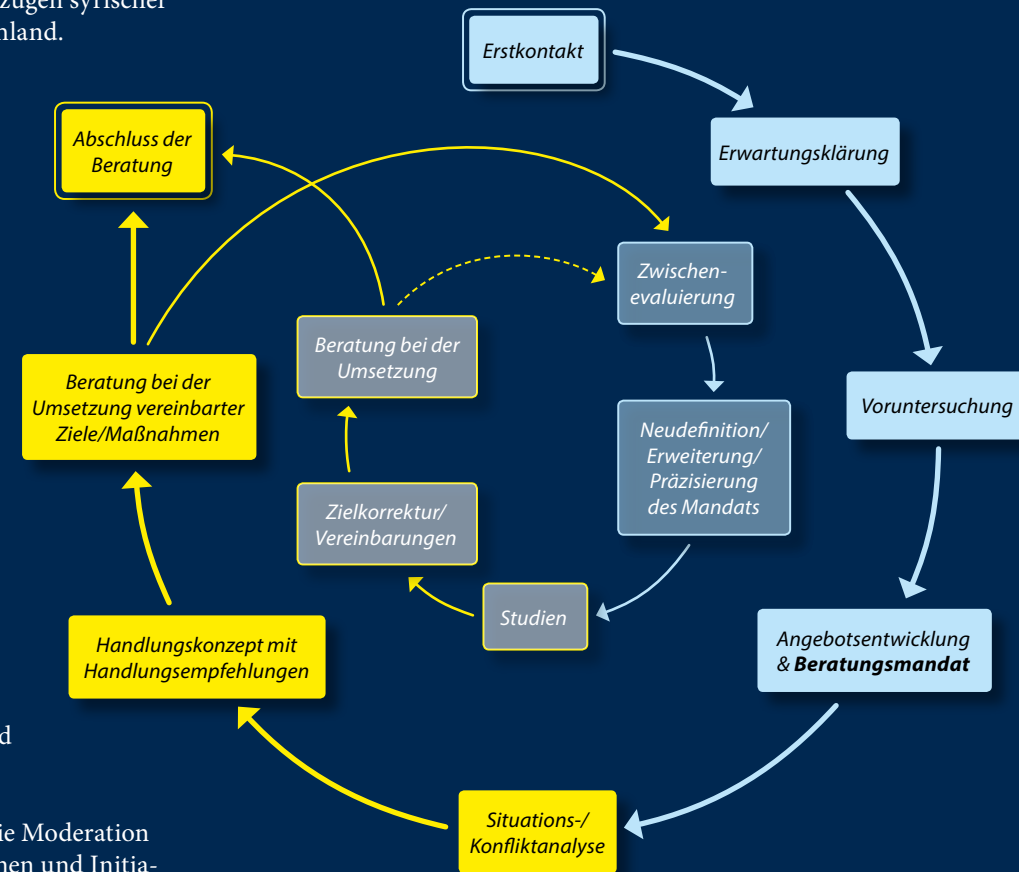 zügen syrischer
nland.
Erstkontakt
Erwartungsklärung
Voruntersuchung
Angebotsentwicklung
& Beratungsmandat
Situations-/
Konfliktanalyse
Handlungskonzept mit
Handlungsempfehlungen
Beratung bei der
Umsetzung vereinbarter
Ziele/Maßnahmen
Abschluss der
Beratung
Zwischen-
evaluierung
Neudefinition/
Erweiterung/
Präzisierung
des Mandats
Studien
Zielkorrektur/
Vereinbarungen
Beratung bei der
Umsetzung
d
ie Moderation
nen und Initia-